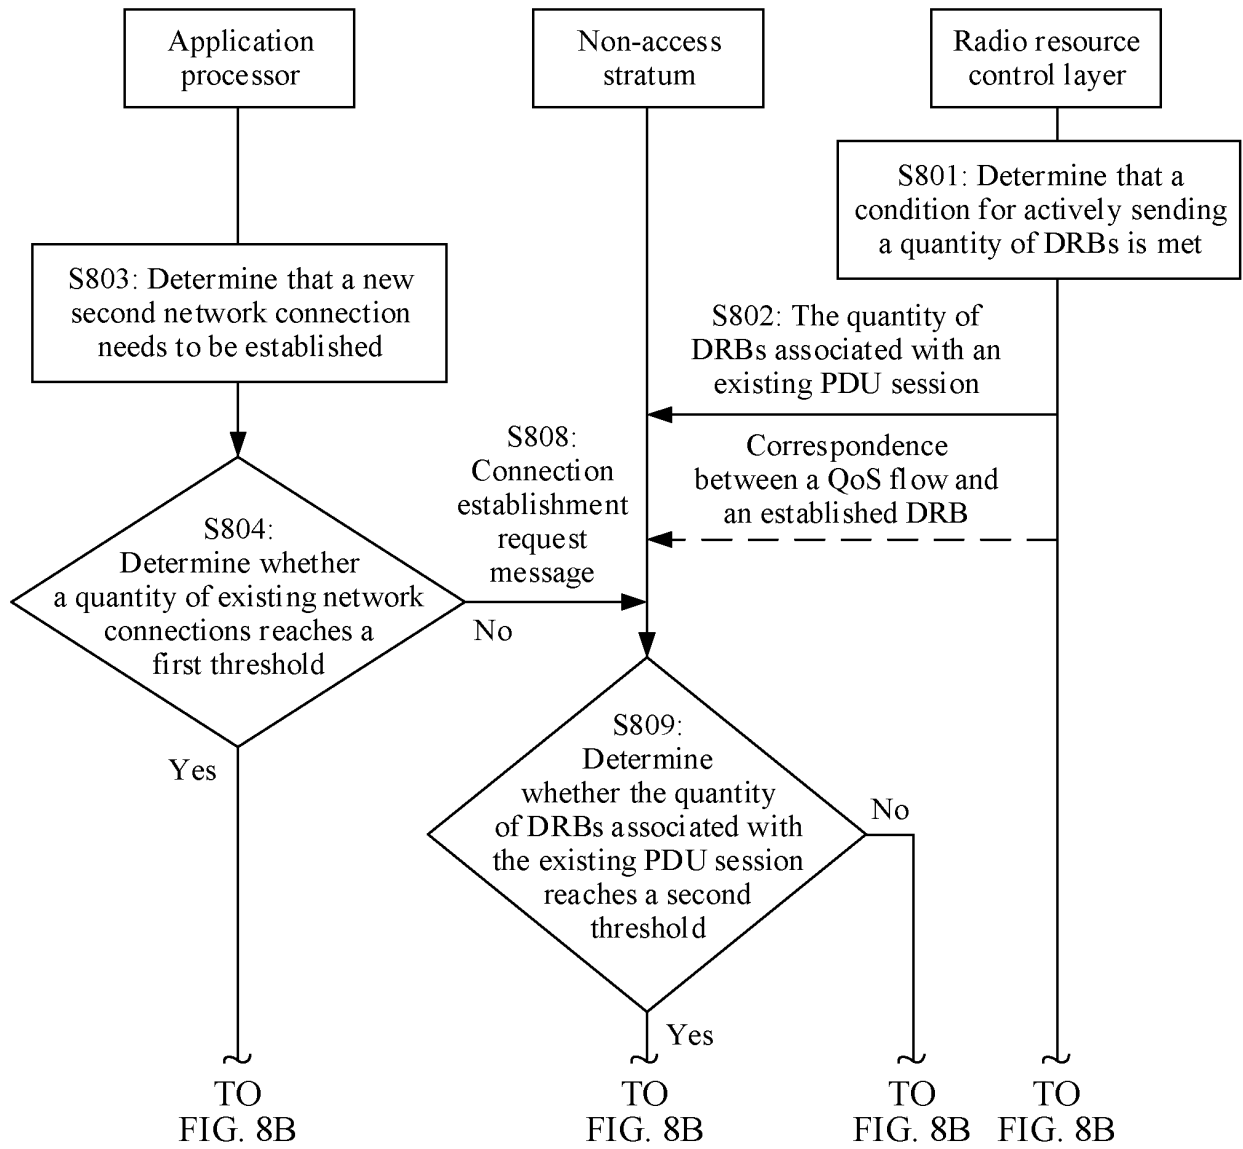 Application
processor
Non-access
stratum
Radio resource
control layer
S801: Determine that a
condition for actively sending
a quantity of DRBs is met
S803: Determine that a new
second network connection
needs to be established
S802: The quantity of
DRBs associated with an
existing PDU session
S808:
Connection
establishment
request
message
Correspondence
between a QoS flow and
an established DRB
S804:
Determine whether
a quantity of existing network
connections reaches a
first threshold
No
Yes
S809:
Determine
whether the quantity
of DRBs associated with
the existing PDU session
reaches a second
threshold
No
Yes
TO
FIG. 8B
TO
FIG. 8B
TO
FIG. 8B
TO
FIG. 8B